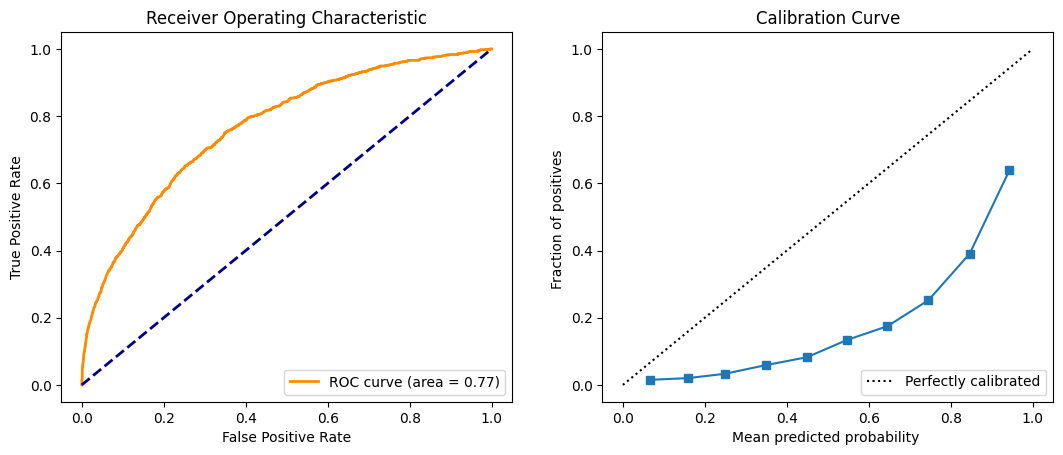 Receiver Operating Characteristic
True Positive Rate
1.0
0.8
0.6
0.4
0.2
0.0
ROC curve (area = 0.77)
0.0 0.2 0.4 0.6 0.8 1.0
False Positive Rate
Calibration Curve
Fraction of positives
1.0
0.8
0.6
0.4
0.2
0.0
Perfectly calibrated
0.0 0.2 0.4 0.6 0.8 1.0
Mean predicted probability